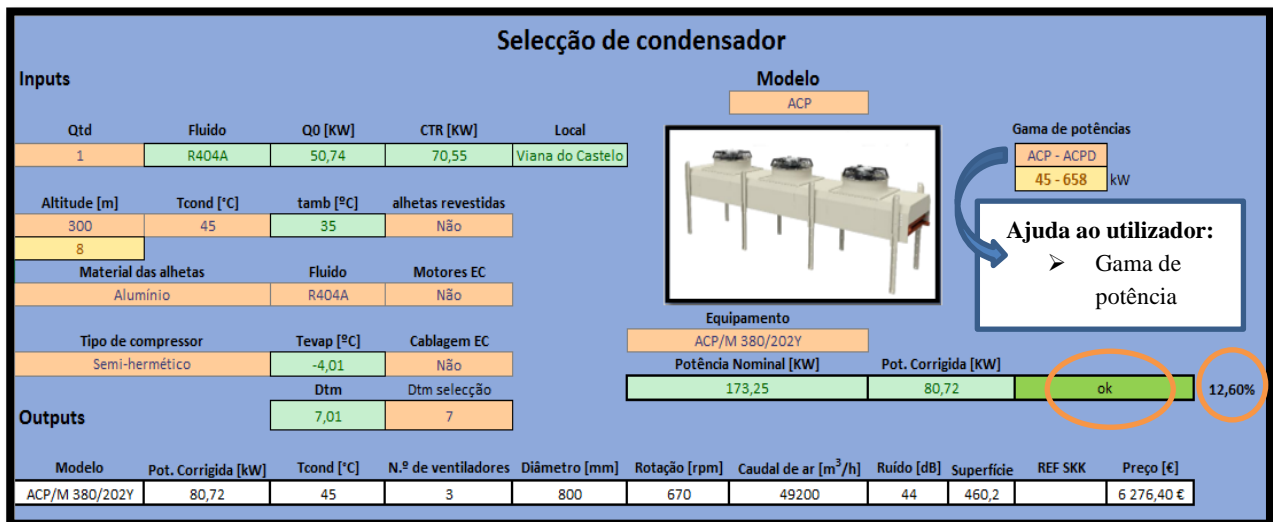 Selecção de condensador
Inputs
Modelo
ACP
Qtd Fluido Q0 [KW] CTR [KW] Local
1 R404A 50,74 70,55 Viana do Castelo
Gama de potências
ACP - ACPD
45 - 658 kW
Altitude [m] Tcond [°C] tamb [ºC] alhetas revestidas
300 45 35 Não
8
Ajuda ao utilizador:
➢ Gama de
potência
Material das alhetas Fluido Motores EC
Alumínio R404A Não
Equipamento
ACP/M 380/202Y
Tipo de compressor Tevap [ºC] Cablagem EC
Semi-hermético -4,01 Não
Potência Nominal [KW] Pot. Corrigida [KW]
173,25 80,72 ok 12,60%
Dtm Dtm selecção
7,01 7
Outputs
Modelo Pot. Corrigida [kW] Tcond [°C] N.º de ventiladores Diâmetro [mm] Rotação [rpm] Caudal de ar [m³/h] Ruído [dB] Superfície REF SKK Preço [€]
ACP/M 380/202Y 80,72 45 3 800 670 49200 44 460,2 6 276,40 €